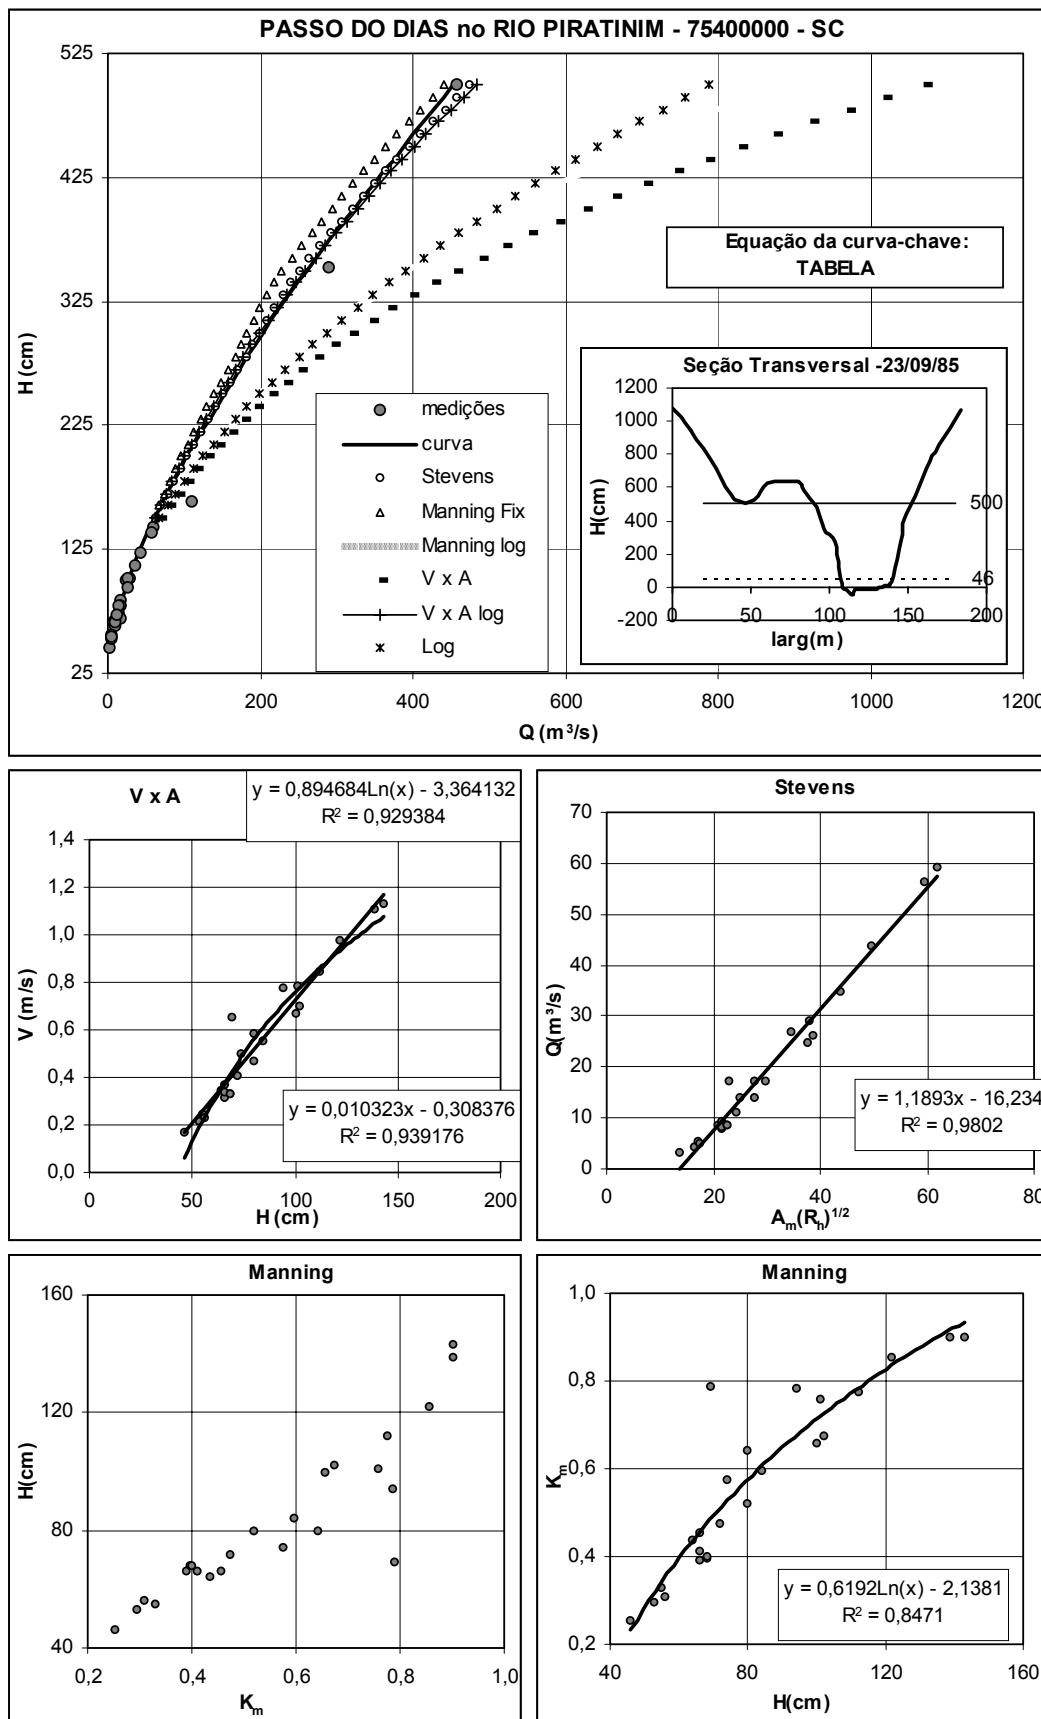 PASSO DO DIAS no RIO PIRATINIM - 75400000 - SC
525
425
325
225
125
25
H (cm)
0 200 400 600 800 1000 1200
Q (m³/s)
Equação da curva-chave:
TABELA
medições
curva
Stevens
Manning Fix
Manning log
V x A
V x A log
Log
Seção Transversal -23/09/85
1200
1000
800
600
400
200
0
-200
H(cm)
500
46
0 50 100 150 200
larg(m)
V x A
y = 0,894684Ln(x) - 3,364132
R² = 0,929384
1,4
1,2
1,0
0,8
0,6
0,4
0,2
0,0
V (m/s)
y = 0,010323x - 0,308376
R² = 0,939176
0 50 100 150 200
H (cm)
Stevens
70
60
50
40
30
20
10
0
Q(m³/s)
y = 1,1893x - 16,234
R² = 0,9802
0 20 40 60 80
Aₘ(Rₕ)¹/²
Manning
160
120
80
40
H(cm)
0,2 0,4 0,6 0,8 1,0
Kₘ
Manning
1,0
0,8
0,6
0,4
0,2
Kₘ
y = 0,6192Ln(x) - 2,1381
R² = 0,8471
40 80 120 160
H(cm)